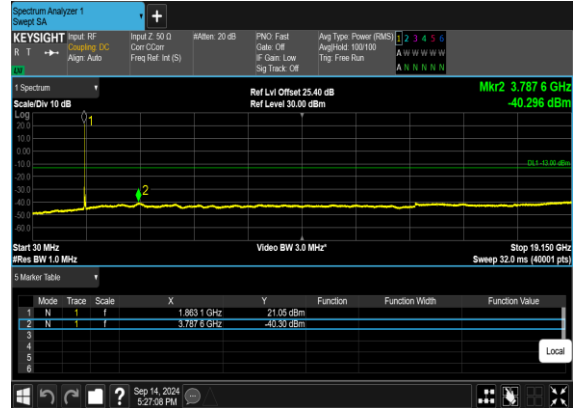 Spectrum Analyzer 1
Swept SA
KEYSIGHT Input: RF Input Z: 50 Ω #Atten: 20 dB PNO: Fast Avg Type: Power (RMS) 1 2 3 4 5 6
R T Coupling: DC Corr CCorr Gate: Off Avg|Hold: 100/100 A W W W W W
Align: Auto Freq Ref: Int (S) IF Gain: Low Trig: Free Run
Sig Track: Off A N N N N N
LM
1 Spectrum Ref Lvl Offset 25.40 dB Mkr2 3.787 6 GHz
Scale/Div 10 dB Ref Level 30.00 dBm -40.296 dBm
Log
20.0
10.0
0.00
-10.0 DL1 -13.00 dBm
-20.0
-30.0
-40.0
-50.0
-60.0
1
2
Start 30 MHz Video BW 3.0 MHz* Stop 19.150 GHz
#Res BW 1.0 MHz Sweep 32.0 ms (40001 pts)
5 Marker Table
Mode Trace Scale X Y Function Function Width Function Value
1 N 1 f 1.863 1 GHz 21.05 dBm
2 N 1 f 3.787 6 GHz -40.30 dBm
3
4
5
6
Local
? Sep 14, 2024
5:27:08 PM